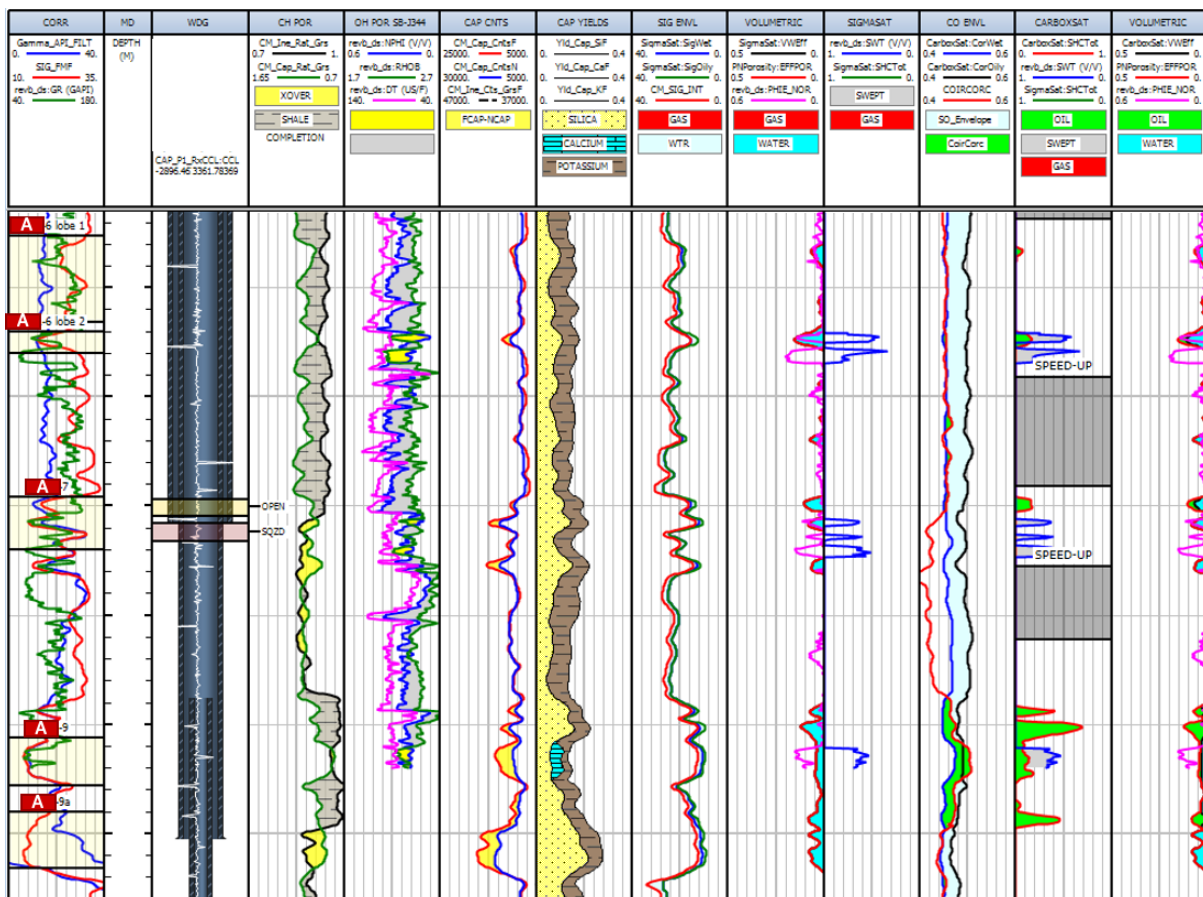 CORR
Gamma_API_FILT
0. 40.
SIG_FMF
10. 35.
revb_ds:GR (GAPI)
40. 180.
MD
DEPTH
(M)
WDG
CAP_P1_RxCCL:CCL
-2896.46 3361.78369
CH POR
CM_Ine_Rat_Grs
0.7 1.
CM_Cap_Rat_Grs
1.65 0.7
XOVER
SHALE
COMPLETION
OH POR SB-J344
revb_ds:NPHI (V/V)
0.6 0.
revb_ds:RHOB
1.7 2.7
revb_ds:DT (US/F)
140. 40.
CAP CNTS
CM_Cap_CntsF
25000. 5000.
CM_Cap_CntsN
30000. 5000.
CM_Ine_Cts_GrsF
47000. 37000.
FCAP-NCAP
CAP YIELDS
Yld_Cap_SiF
0. 0.4
Yld_Cap_CaF
0. 0.4
Yld_Cap_KF
0. 0.4
SILICA
CALCIUM
POTASSIUM
SIG ENVL
SigmaSat:SigWet
40. 0.
SigmaSat:SigOily
40. 0.
CM_SIG_INT
40. 0.
GAS
WTR
VOLUMETRIC
SigmaSat:VWEff
0.5 0.
PNPorosity:EFFPOR
0.5 0.
revb_ds:PHIE_NOR
0.6 0.
GAS
WATER
SIGMASAT
revb_ds:SWT (V/V)
1. 0.
SigmaSat:SHCTot
1. 0.
SWEPT
GAS
CO ENVL
CarboxSat:CorWet
0.4 0.6
CarboxSat:CorOily
0.4 0.6
COIRCORC
0.4 0.6
SO_Envelope
CoirCorc
CARBOXSAT
CarboxSat:SHCTot
0. 1.
revb_ds:SWT (V/V)
1. 0.
SigmaSat:SHCTot
1. 0.
OIL
SWEPT
GAS
VOLUMETRIC
CarboxSat:VWEff
0.5 0.
PNPorosity:EFFPOR
0.5 0.
revb_ds:PHIE_NOR
0.6 0.
OIL
WATER
A -6 lobe 1
A -6 lobe 2
SPEED-UP
A -7
OPEN
SQZD
SPEED-UP
A -9
A -9a